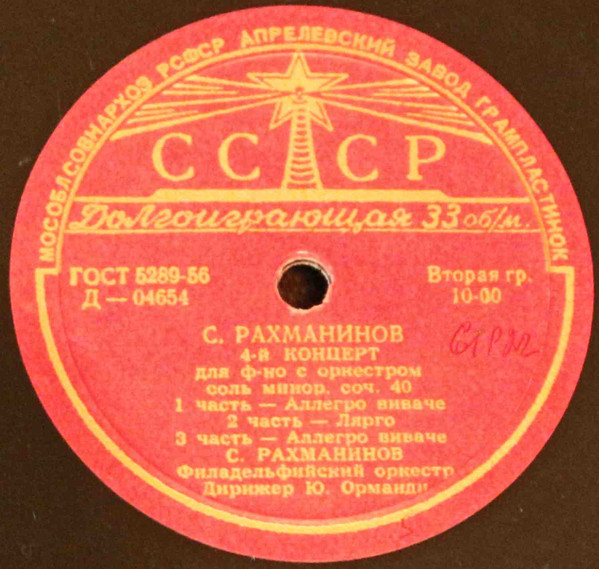 МОСОБЛСОВНАРХОЗ РСФСР АПРЕЛЕВСКИЙ ЗАВОД ГРАМПЛАСТИНОК
СССР
Долгоиграющая 33 об/м.
ГОСТ 5289-56
Д — 04654
Вторая гр.
10-00
С. РАХМАНИНОВ
4-й КОНЦЕРТ
для ф-но с оркестром
соль минор, соч. 40
1 часть — Аллегро виваче
2 часть — Лярго
3 часть — Аллегро виваче
С. РАХМАНИНОВ
Филадельфийский оркестр
Дирижер Ю. Орманди